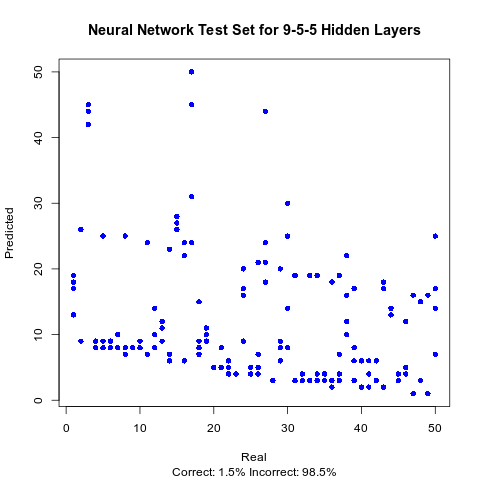 Neural Network Test Set for 9-5-5 Hidden Layers
Predicted
50
40
30
20
10
0
0 10 20 30 40 50
Real
Correct: 1.5% Incorrect: 98.5%